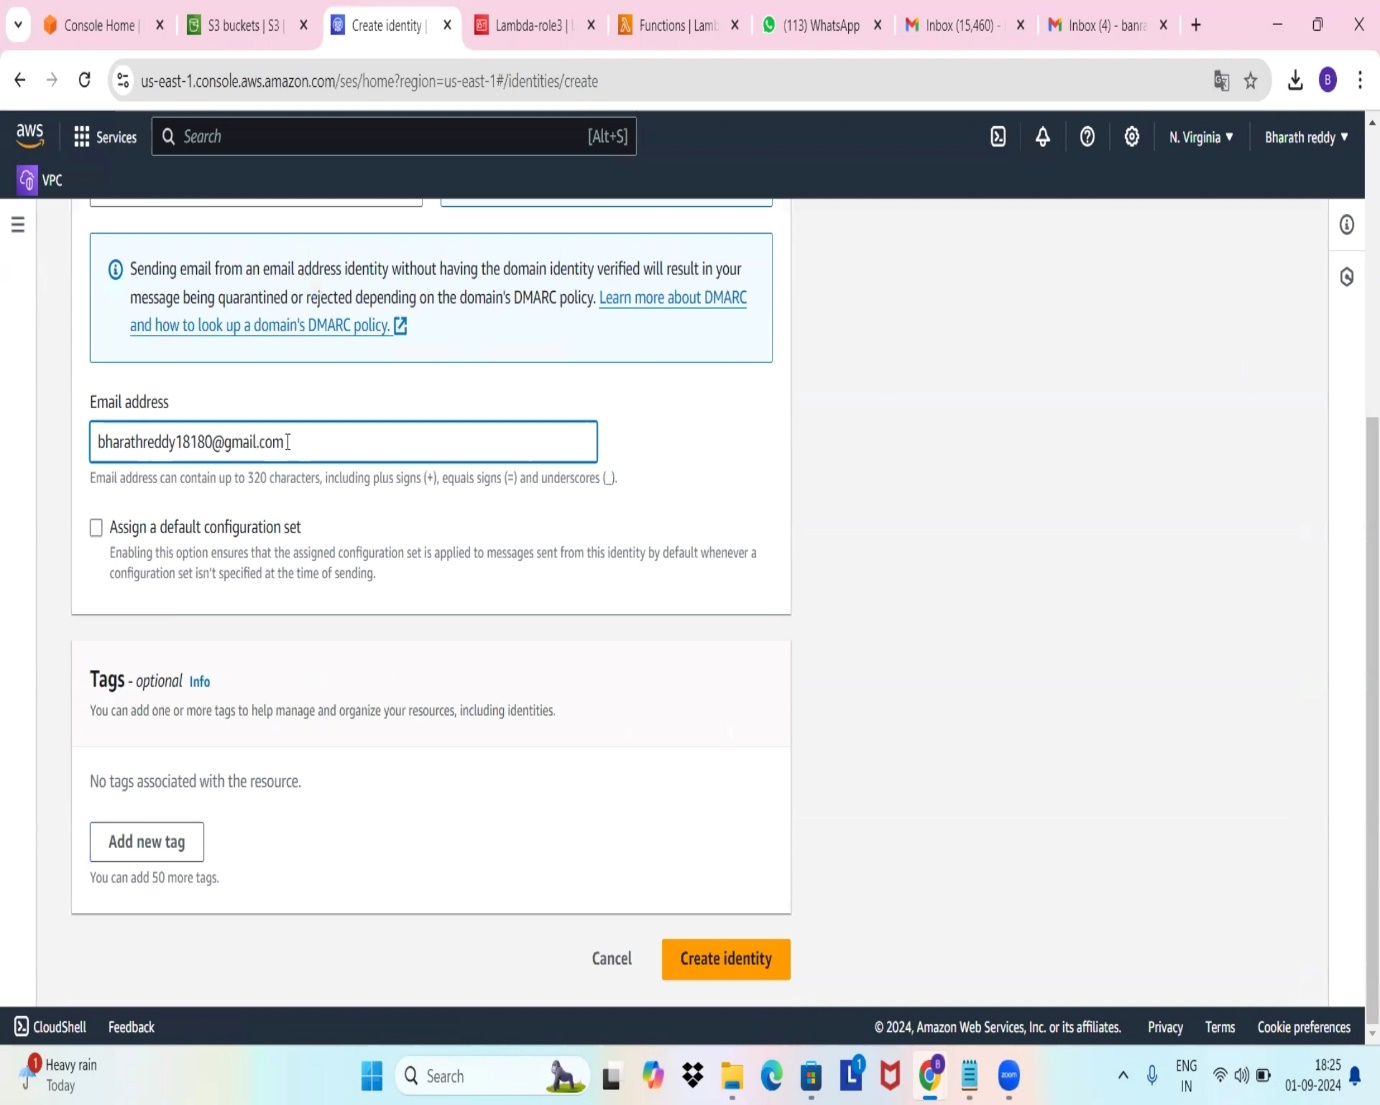 Console Home |
S3 buckets | S3 |
Create identity |
Lambda-role3 |
Functions | Lamb
(113) WhatsApp
Inbox (15,460) -
Inbox (4) - banra
us-east-1.console.aws.amazon.com/ses/home?region=us-east-1#/identities/create
B
aws
Services
Search
[Alt+S]
N. Virginia
Bharath reddy
VPC
Sending email from an email address identity without having the domain identity verified will result in your
message being quarantined or rejected depending on the domain's DMARC policy. Learn more about DMARC
and how to look up a domain's DMARC policy.
Email address
bharathreddy18180@gmail.com
Email address can contain up to 320 characters, including plus signs (+), equals signs (=) and underscores (_).
Assign a default configuration set
Enabling this option ensures that the assigned configuration set is applied to messages sent from this identity by default whenever a
configuration set isn't specified at the time of sending.
Tags - optional Info
You can add one or more tags to help manage and organize your resources, including identities.
No tags associated with the resource.
Add new tag
You can add 50 more tags.
Cancel
Create identity
CloudShell
Feedback
© 2024, Amazon Web Services, Inc. or its affiliates.
Privacy
Terms
Cookie preferences
1
Heavy rain
Today
Search
L
1
B
zoom
ENG
IN
18:25
01-09-2024